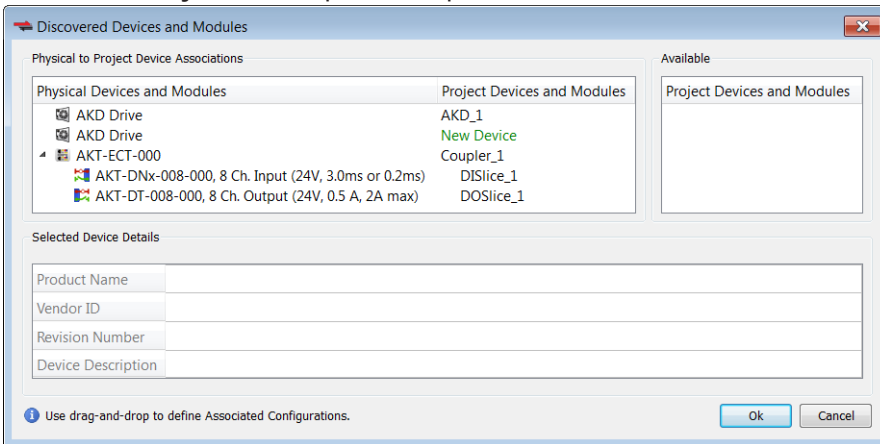 Discovered Devices and Modules
Physical to Project Device Associations
Available
Physical Devices and Modules Project Devices and Modules
Project Devices and Modules
AKD Drive AKD_1
AKD Drive New Device
AKT-ECT-000 Coupler_1
AKT-DNx-008-000, 8 Ch. Input (24V, 3.0ms or 0.2ms) DISlice_1
AKT-DT-008-000, 8 Ch. Output (24V, 0.5 A, 2A max) DOSlice_1
Selected Device Details
Product Name
Vendor ID
Revision Number
Device Description
Use drag-and-drop to define Associated Configurations.
Ok Cancel